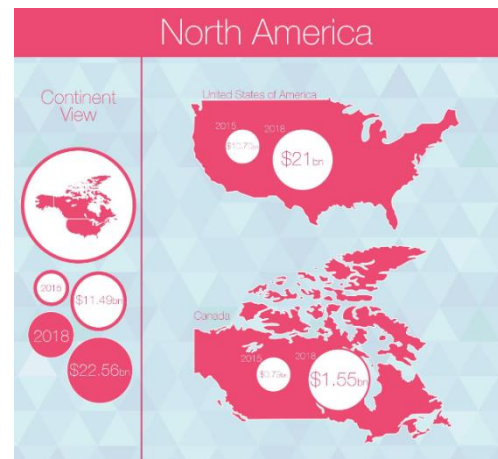 North America
Continent
View
2015
$11.49bn
2018
$22.56bn
United States of America
2015
2018
$10.70bn
$21bn
Canada
2015
2018
$0.79bn
$1.55bn